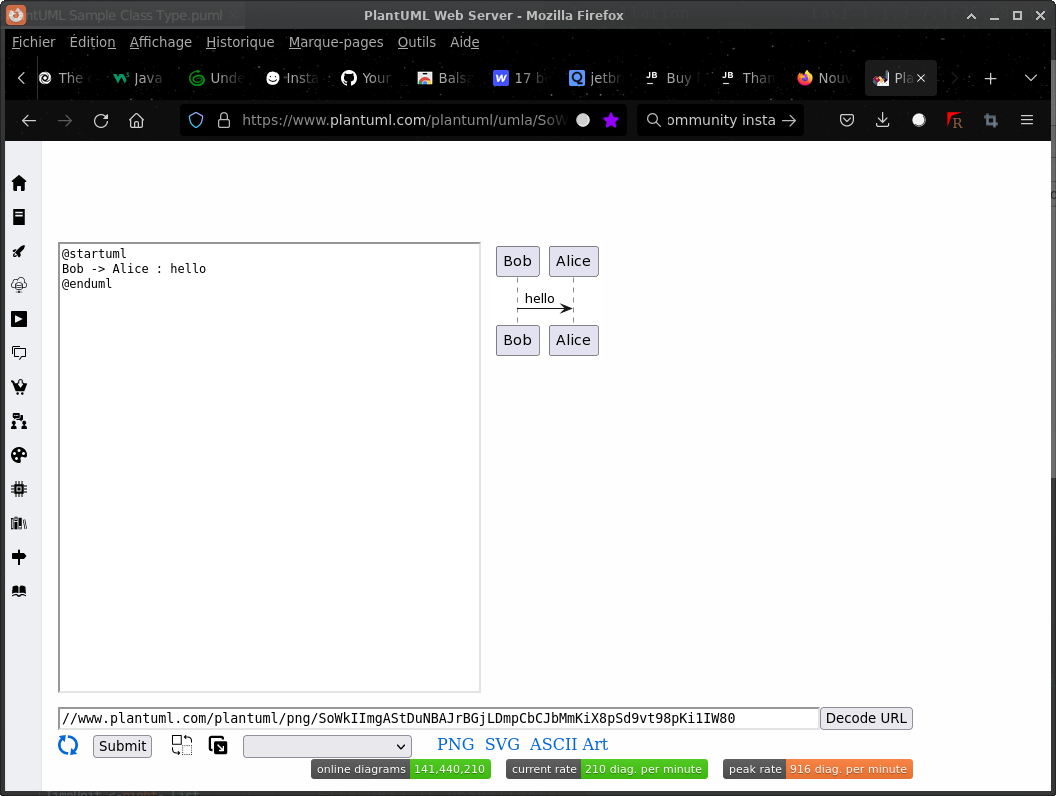 PlantUML Sample Class Type.puml
PlantUML Web Server - Mozilla Firefox
Fichier Édition Affichage Historique Marque-pages Outils Aide
The Java Unde Insta Your Balsa 17 b jetbr JB Buy JB Than Nouv Pla
https://www.plantuml.com/plantuml/umla/SoW
ommunity insta
R
@startuml
Bob -> Alice : hello
@enduml
Bob Alice
hello
Bob Alice
//www.plantuml.com/plantuml/png/SoWkIImgAStDuNBAJrBGjLDmpCbCJbMmKiX8pSd9vt98pKi1IW80
Decode URL
Submit
PNG SVG ASCII Art
online diagrams 141,440,210
current rate 210 diag. per minute
peak rate 916 diag. per minute